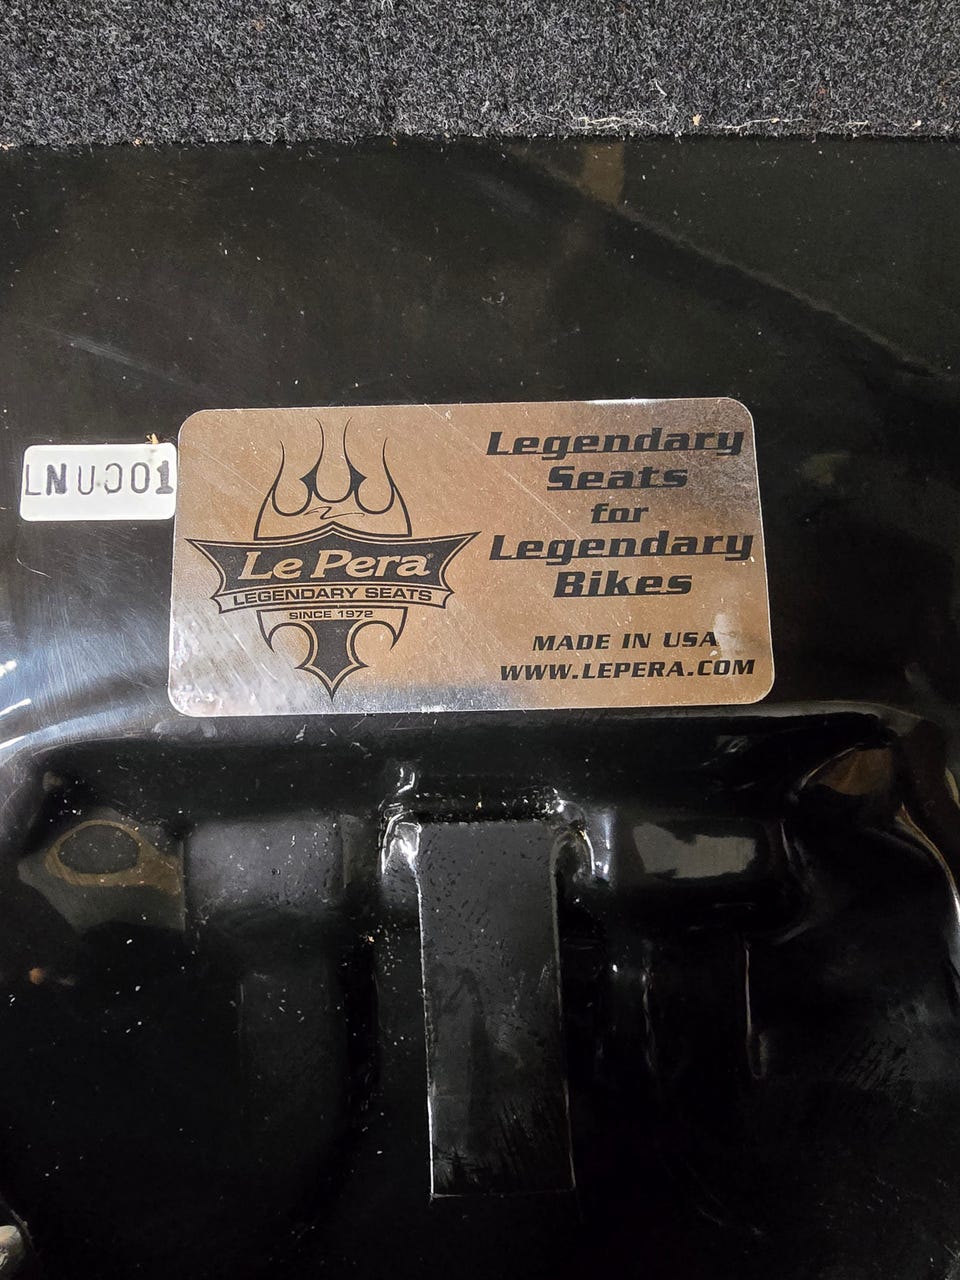 LNU001
Le Pera®
LEGENDARY SEATS
SINCE 1972
Legendary
Seats
for
Legendary
Bikes
MADE IN USA
WWW.LEPERA.COM